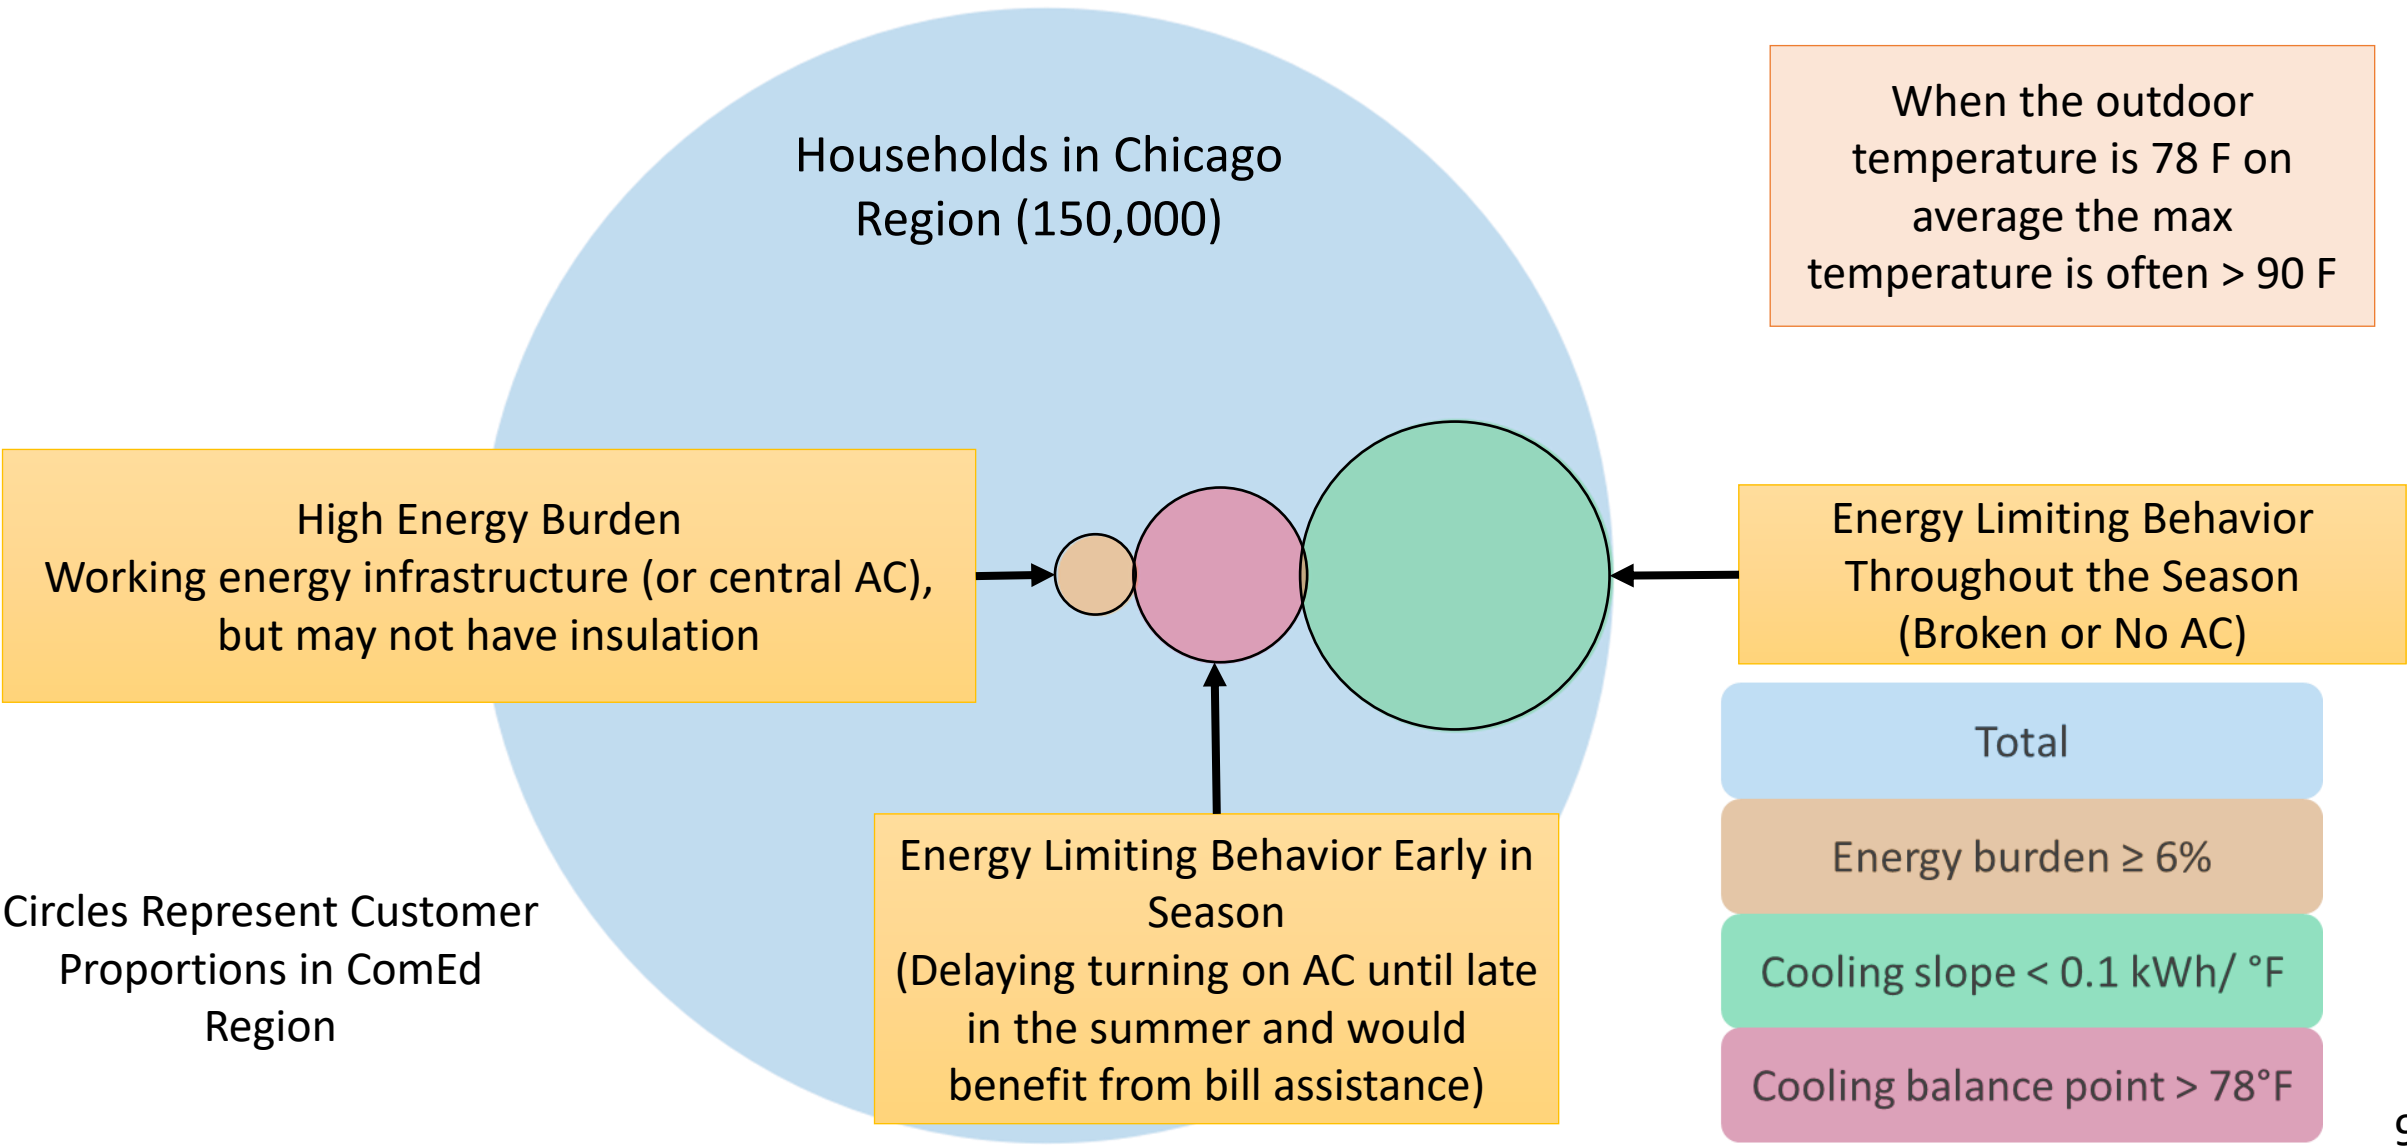 Households in Chicago
Region (150,000)
When the outdoor
temperature is 78 F on
average the max
temperature is often > 90 F
High Energy Burden
Working energy infrastructure (or central AC),
but may not have insulation
Energy Limiting Behavior
Throughout the Season
(Broken or No AC)
Energy Limiting Behavior Early in
Season
(Delaying turning on AC until late
in the summer and would
benefit from bill assistance)
Circles Represent Customer
Proportions in ComEd
Region
Total
Energy burden ≥ 6%
Cooling slope < 0.1 kWh/ °F
Cooling balance point > 78°F